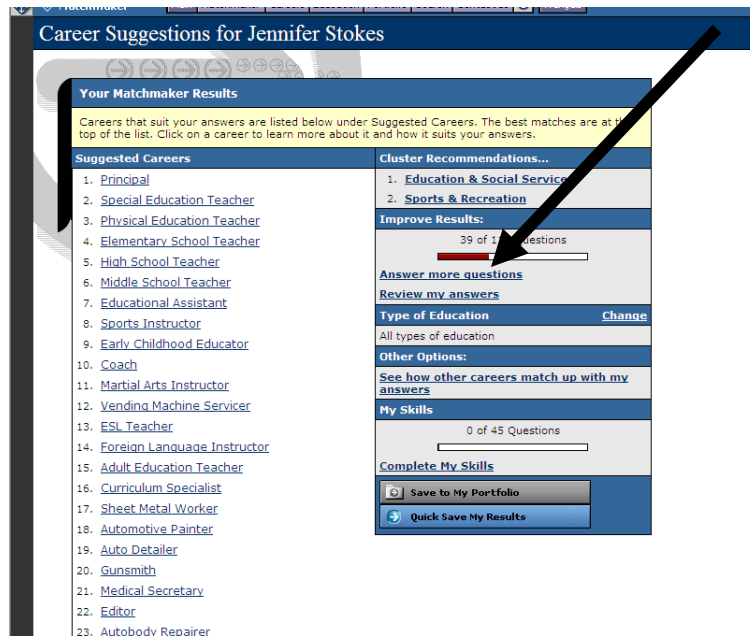 Career Suggestions for Jennifer Stokes
Your Matchmaker Results
Careers that suit your answers are listed below under Suggested Careers. The best matches are at
top of the list. Click on a career to learn more about it and how it suits your answers.
Suggested Careers
1. Principal
2. Special Education Teacher
3. Physical Education Teacher
4. Elementary School Teacher
5. High School Teacher
6. Middle School Teacher
7. Educational Assistant
8. Sports Instructor
9. Early Childhood Educator
10. Coach
11. Martial Arts Instructor
12. Vending Machine Servicer
13. ESL Teacher
14. Foreign Language Instructor
15. Adult Education Teacher
16. Curriculum Specialist
17. Sheet Metal Worker
18. Automotive Painter
19. Auto Detailer
20. Gunsmith
21. Medical Secretary
22. Editor
23. Autobody Repairer
Cluster Recommendations...
1. Education & Social Service
2. Sports & Recreation
Improve Results:
39 of Questions
Answer more questions
Review my answers
Type of Education Change
All types of education
Other Options:
See how other careers match up with my
answers
My Skills
0 of 45 Questions
Complete My Skills
Save to My Portfolio
Quick Save My Results